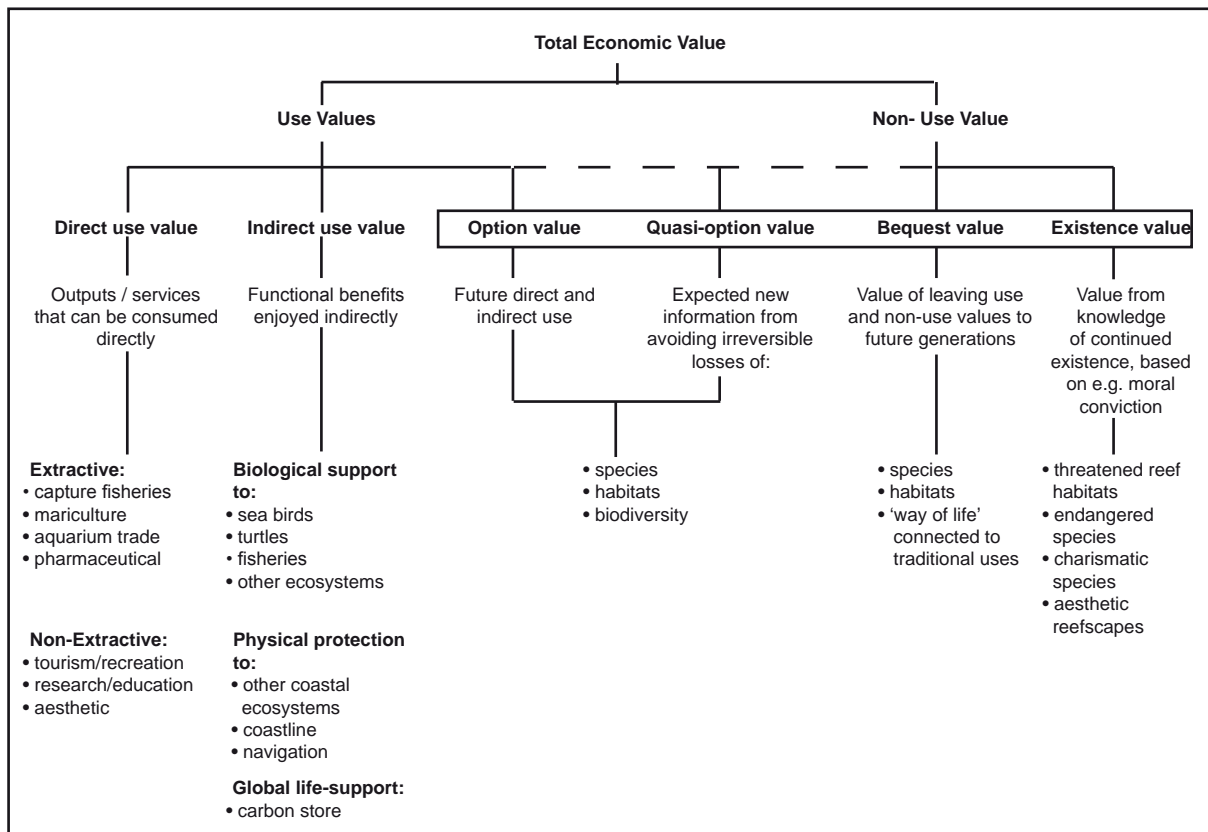 Total Economic Value
Use Values
Non- Use Value
Direct use value
Indirect use value
Option value
Quasi-option value
Bequest value
Existence value
Outputs / services
that can be consumed
directly
Functional benefits
enjoyed indirectly
Future direct and
indirect use
Expected new
information from
avoiding irreversible
losses of:
Value of leaving use
and non-use values to
future generations
Value from
knowledge
of continued
existence, based
on e.g. moral
conviction
Extractive:
• capture fisheries
• mariculture
• aquarium trade
• pharmaceutical
Non-Extractive:
• tourism/recreation
• research/education
• aesthetic
Biological support
to:
• sea birds
• turtles
• fisheries
• other ecosystems
Physical protection
to:
• other coastal
ecosystems
• coastline
• navigation
Global life-support:
• carbon store
• species
• habitats
• biodiversity
• species
• habitats
• ‘way of life’
connected to
traditional uses
• threatened reef
habitats
• endangered
species
• charismatic
species
• aesthetic
reefscapes